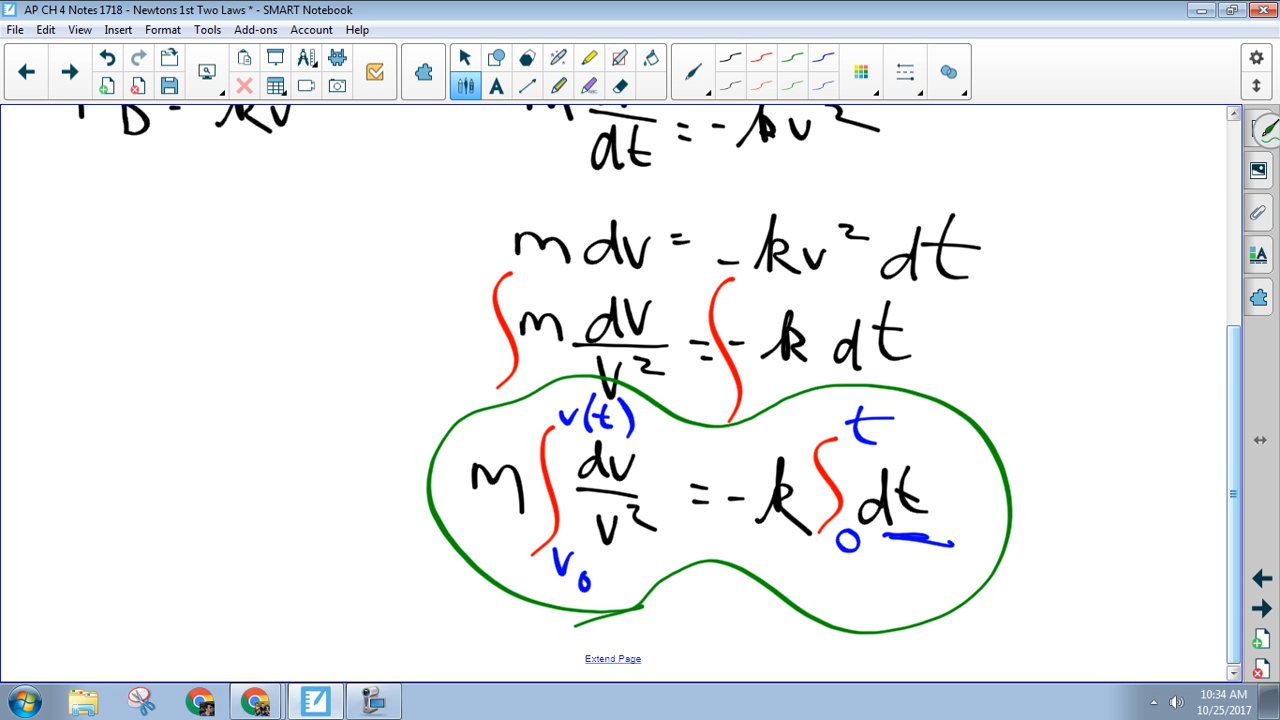 AP CH 4 Notes 1718 - Newtons 1st Two Laws * - SMART Notebook
File Edit View Insert Format Tools Add-ons Account Help
D = kv
dt = - kv²
m dv = - kv² dt
∫ m dv/v² = ∫ - k dt
v(t) t
m ∫ dv/v² = - k ∫ dt
v₀ 0
Extend Page
10:34 AM
10/25/2017